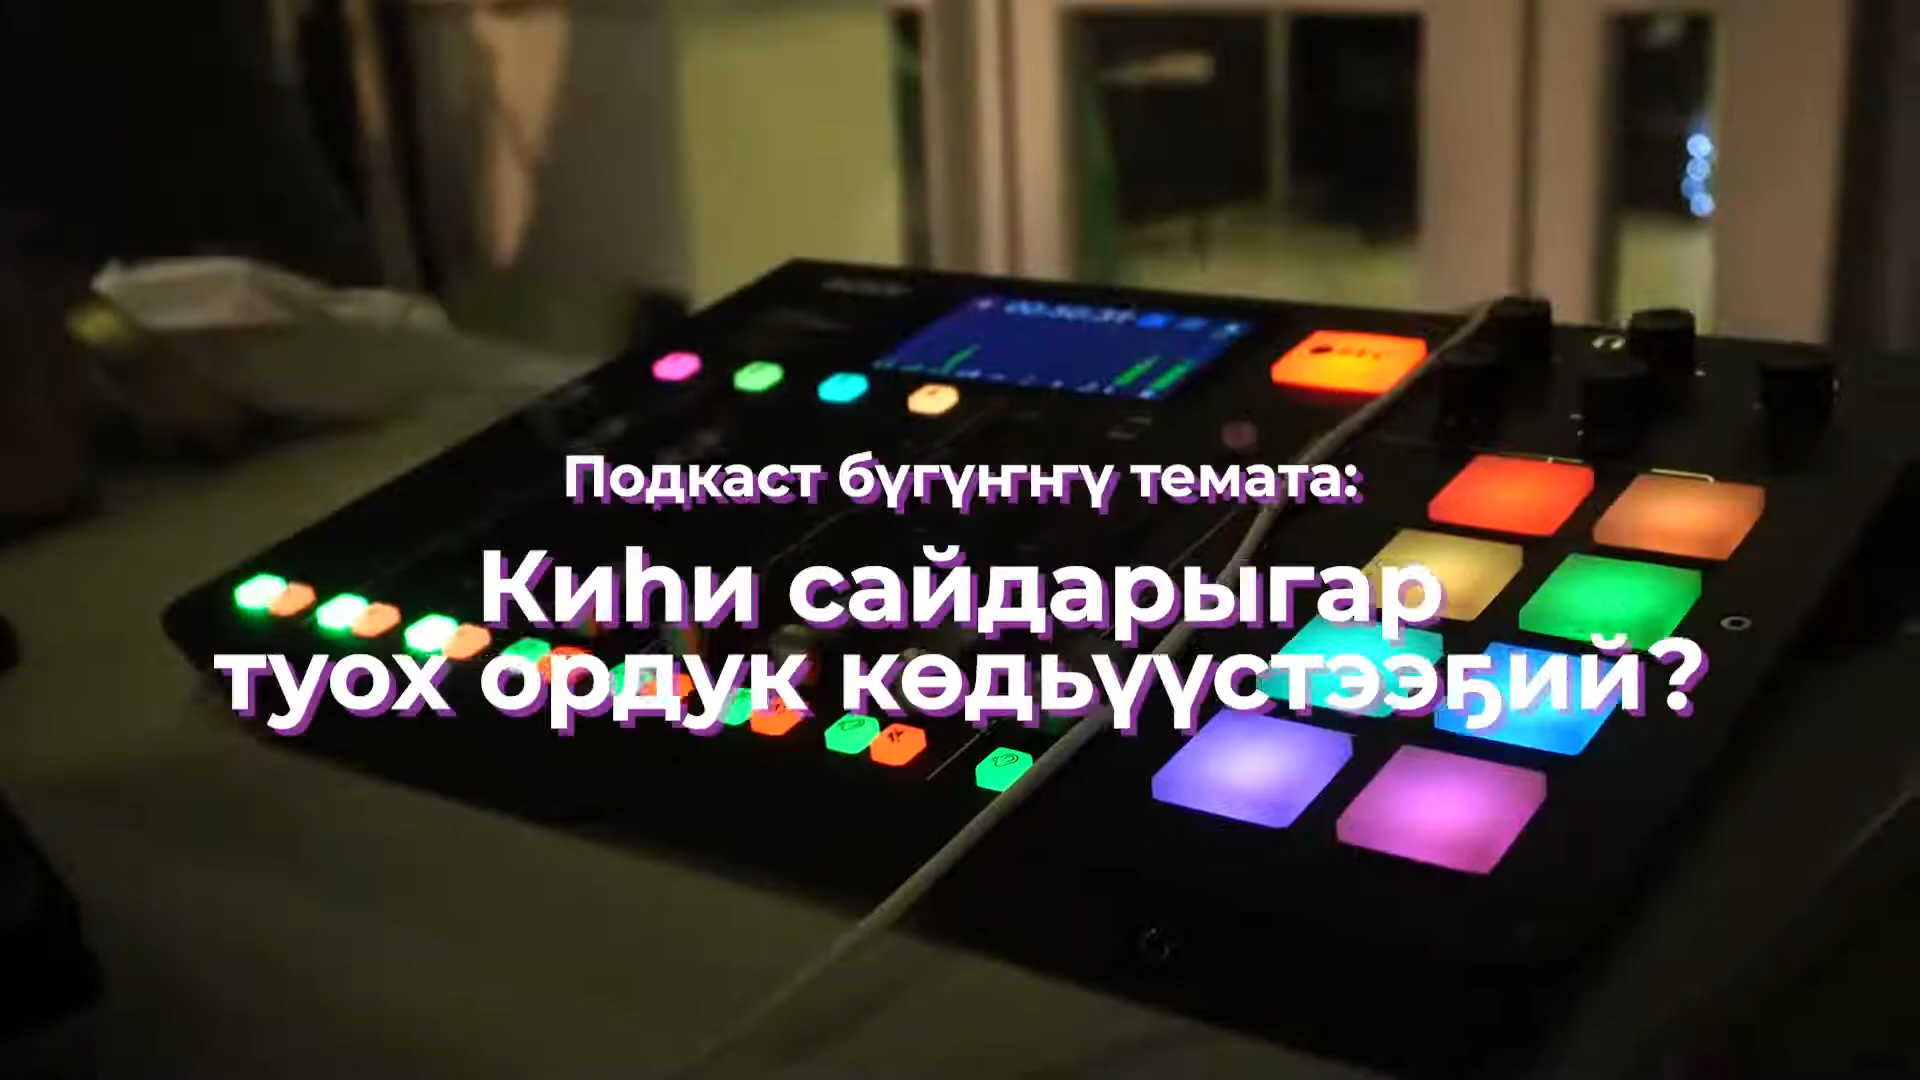 Подкаст бүгүҥҥү темата:
Киһи сайдарыгар
туох ордук көдьүүстээҕий?